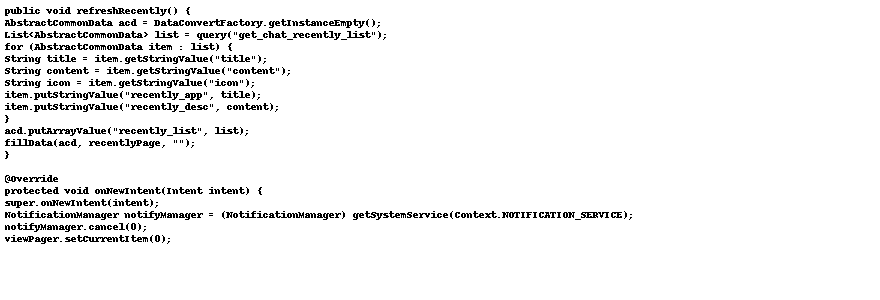 public void refreshRecently() {
AbstractCommonData acd = DataConvertFactory.getInstanceEmpty();
List<AbstractCommonData> list = query("get_chat_recently_list");
for (AbstractCommonData item : list) {
String title = item.getStringValue("title");
String content = item.getStringValue("content");
String icon = item.getStringValue("icon");
item.putStringValue("recently_app", title);
item.putStringValue("recently_desc", content);
}
acd.putArrayValue("recently_list", list);
fillData(acd, recentlyPage, "");
}

@Override
protected void onNewIntent(Intent intent) {
super.onNewIntent(intent);
NotificationManager notifyManager = (NotificationManager) getSystemService(Context.NOTIFICATION_SERVICE);
notifyManager.cancel(0);
viewPager.setCurrentItem(0);